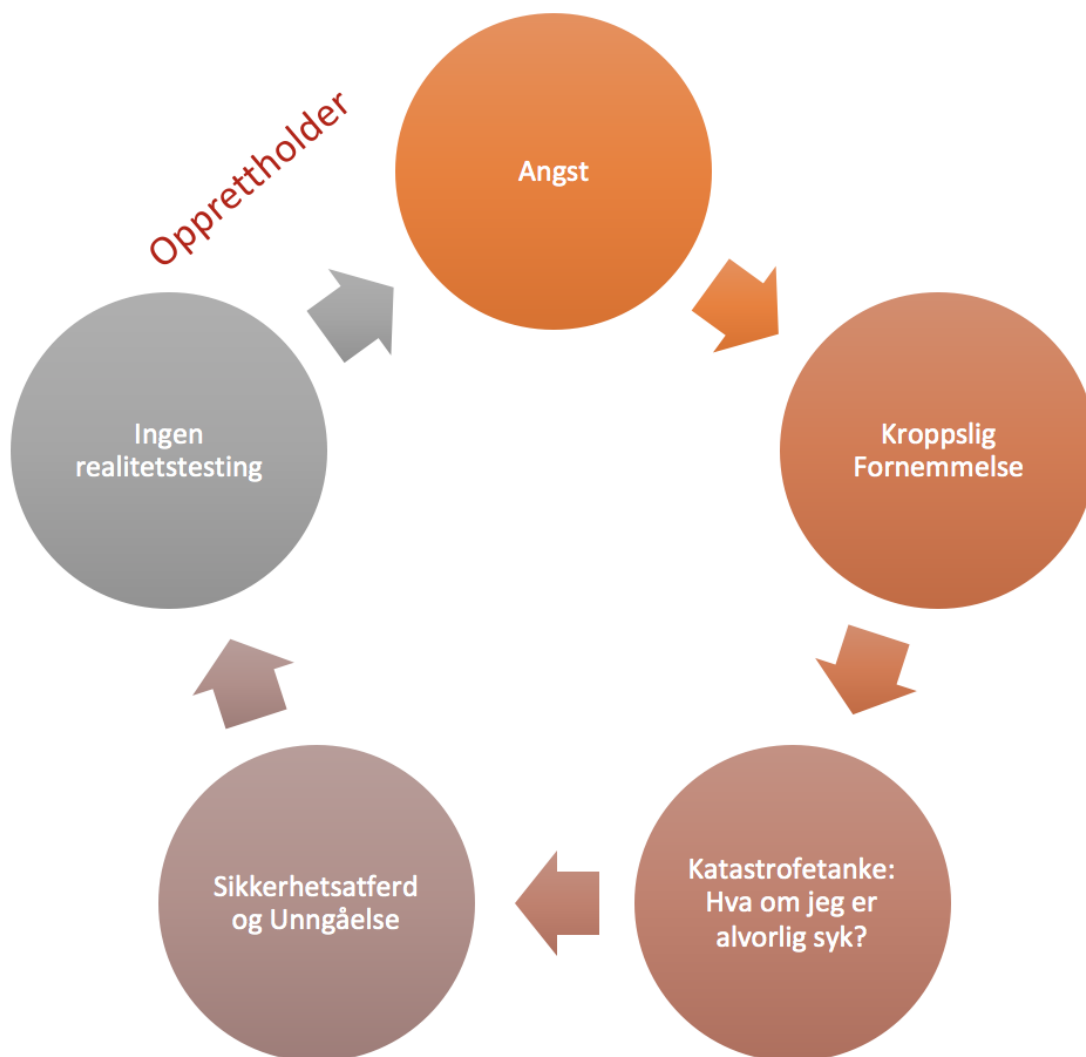 Opprettholder
Angst
Kroppslig
Fornemmelse
Katastrofetanke:
Hva om jeg er
alvorlig syk?
Sikkerhetsatferd
og Unngåelse
Ingen
realitetstesting